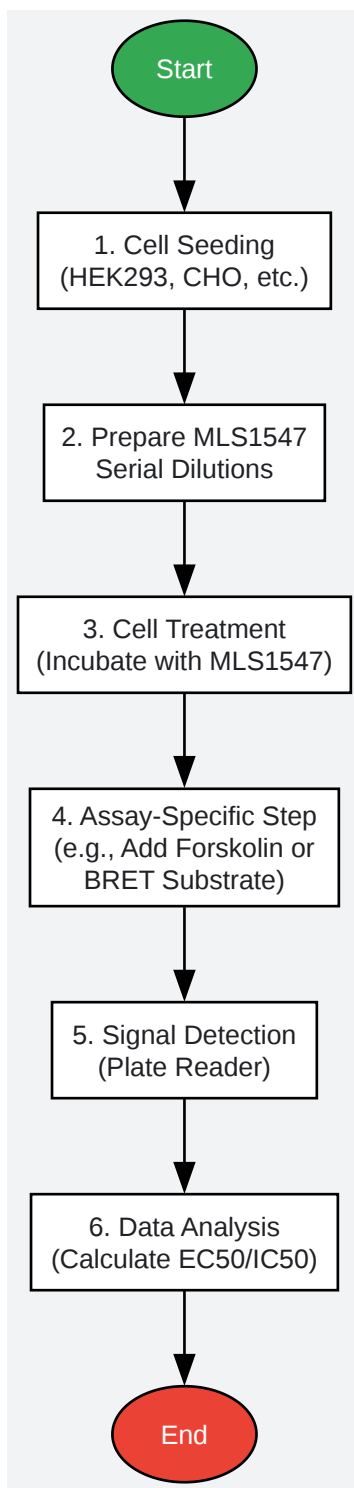 Start
1. Cell Seeding
(HEK293, CHO, etc.)
2. Prepare MLS1547
Serial Dilutions
3. Cell Treatment
(Incubate with MLS1547)
4. Assay-Specific Step
(e.g., Add Forskolin or
BRET Substrate)
5. Signal Detection
(Plate Reader)
6. Data Analysis
(Calculate EC50/IC50)
End